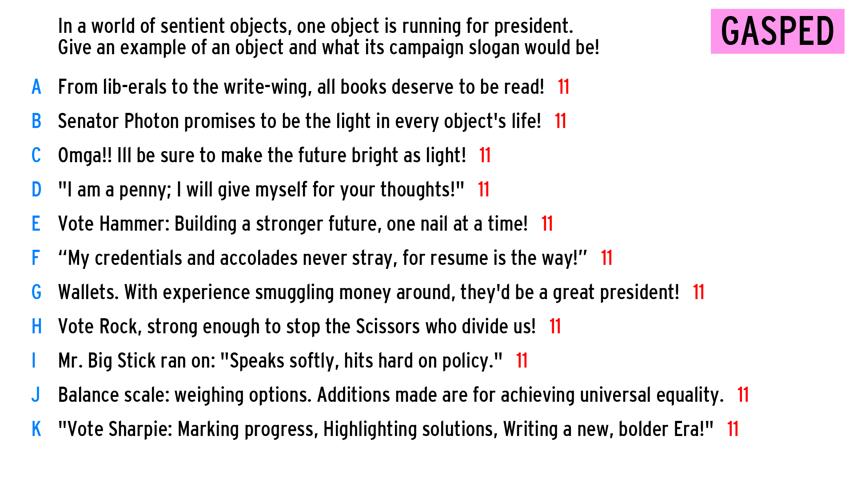 In a world of sentient objects, one object is running for president.
Give an example of an object and what its campaign slogan would be!
GASPED
A From lib-erals to the write-wing, all books deserve to be read! 11
B Senator Photon promises to be the light in every object's life! 11
C Omga!! Ill be sure to make the future bright as light! 11
D "I am a penny; I will give myself for your thoughts!" 11
E Vote Hammer: Building a stronger future, one nail at a time! 11
F “My credentials and accolades never stray, for resume is the way!” 11
G Wallets. With experience smuggling money around, they'd be a great president! 11
H Vote Rock, strong enough to stop the Scissors who divide us! 11
I Mr. Big Stick ran on: "Speaks softly, hits hard on policy." 11
J Balance scale: weighing options. Additions made are for achieving universal equality. 11
K "Vote Sharpie: Marking progress, Highlighting solutions, Writing a new, bolder Era!" 11